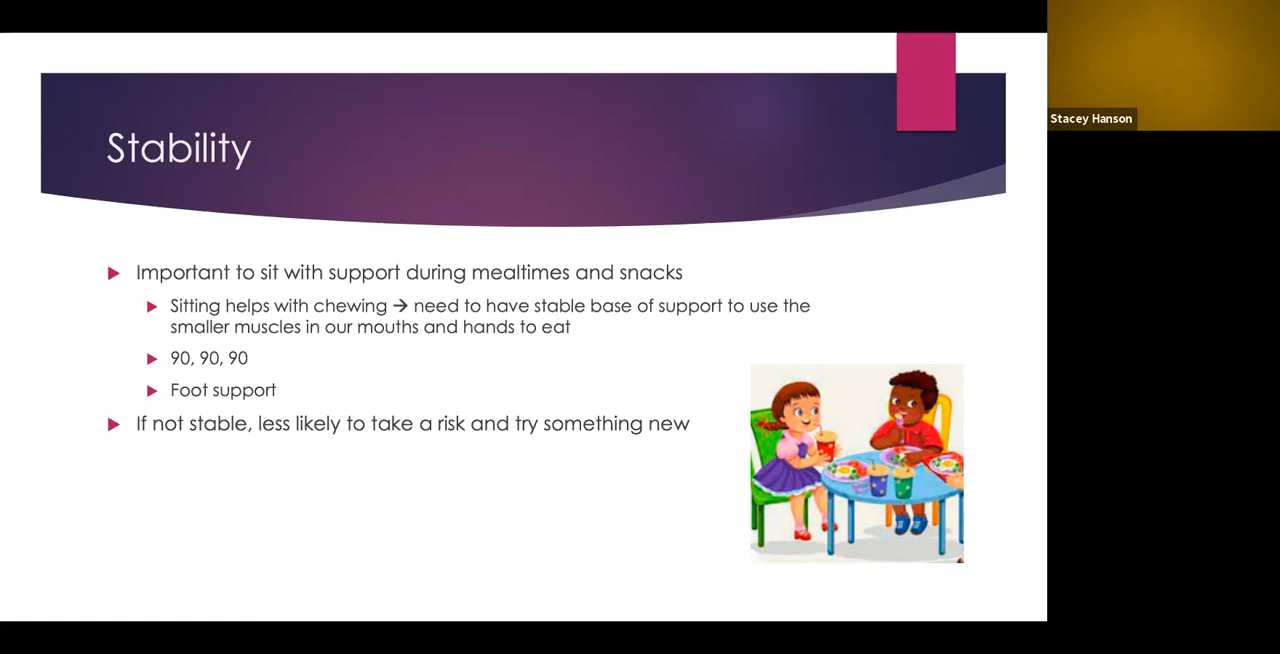 Stability
Important to sit with support during mealtimes and snacks
Sitting helps with chewing → need to have stable base of support to use the
smaller muscles in our mouths and hands to eat
90, 90, 90
Foot support
If not stable, less likely to take a risk and try something new
Stacey Hanson